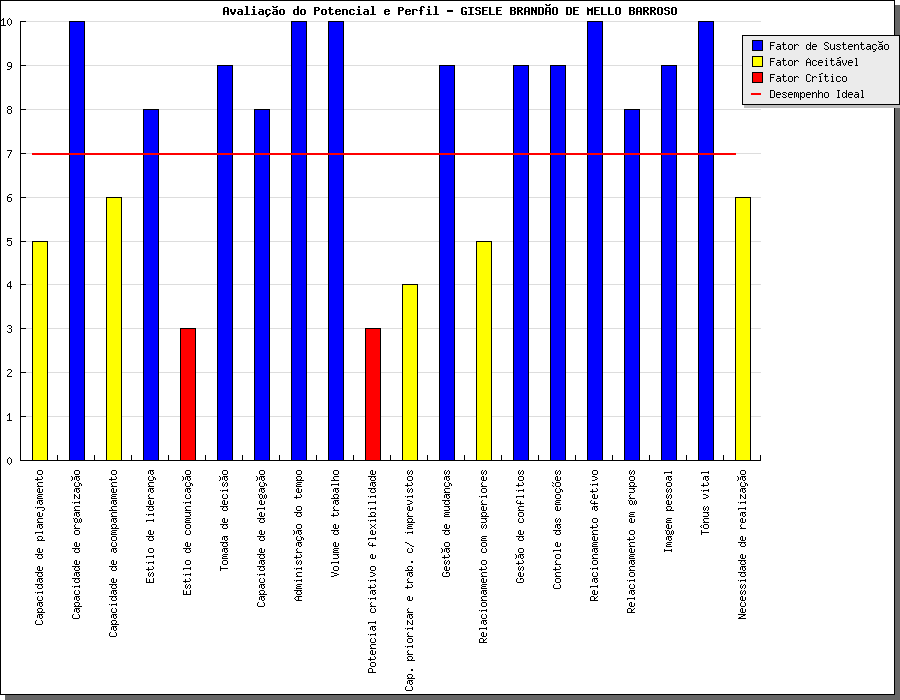 Avaliação do Potencial e Perfil - GISELE BRANDÃO DE MELLO BARROSO
10
9
8
7
6
5
4
3
2
1
0
Fator de Sustentação
Fator Aceitável
Fator Crítico
Desempenho Ideal
Capacidade de planejamento
Capacidade de organização
Capacidade de acompanhamento
Estilo de liderança
Estilo de comunicação
Tomada de decisão
Capacidade de delegação
Administração do tempo
Volume de trabalho
Potencial criativo e flexibilidade
Cap. priorizar e trab. c/ imprevistos
Gestão de mudanças
Relacionamento com superiores
Gestão de conflitos
Controle das emoções
Relacionamento afetivo
Relacionamento em grupos
Imagem pessoal
Tônus vital
Necessidade de realização